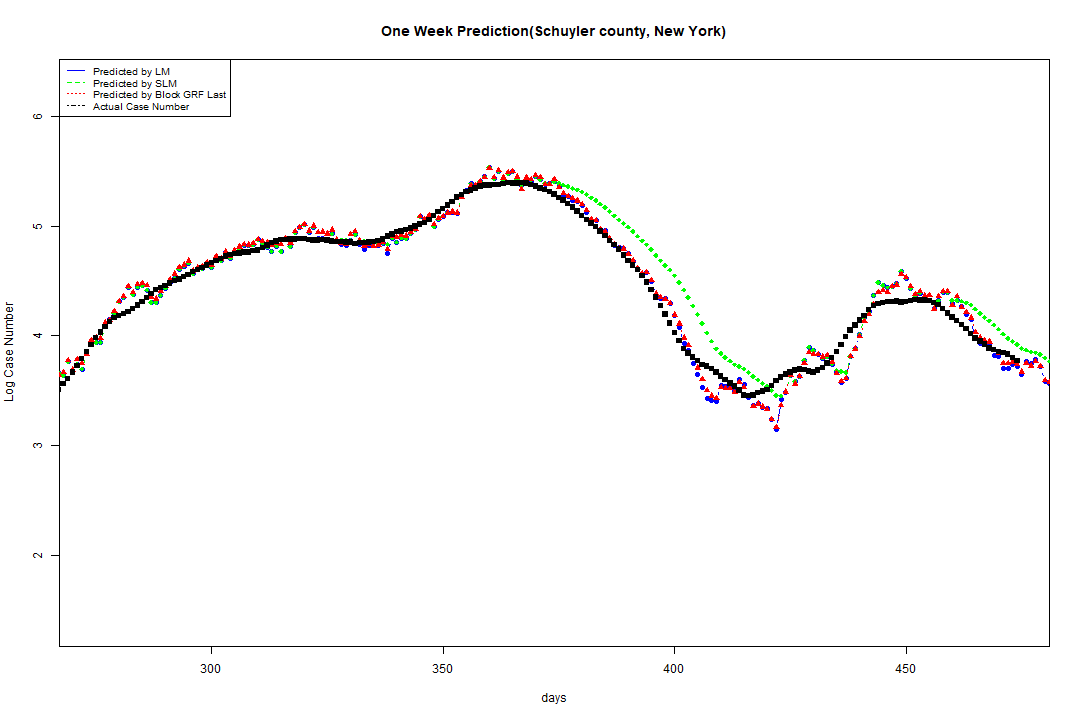 One Week Prediction(Schuyler county, New York)
Predicted by LM
Predicted by SLM
Predicted by Block GRF Last
Actual Case Number
Log Case Number
6
5
4
3
2
300 350 400 450
days